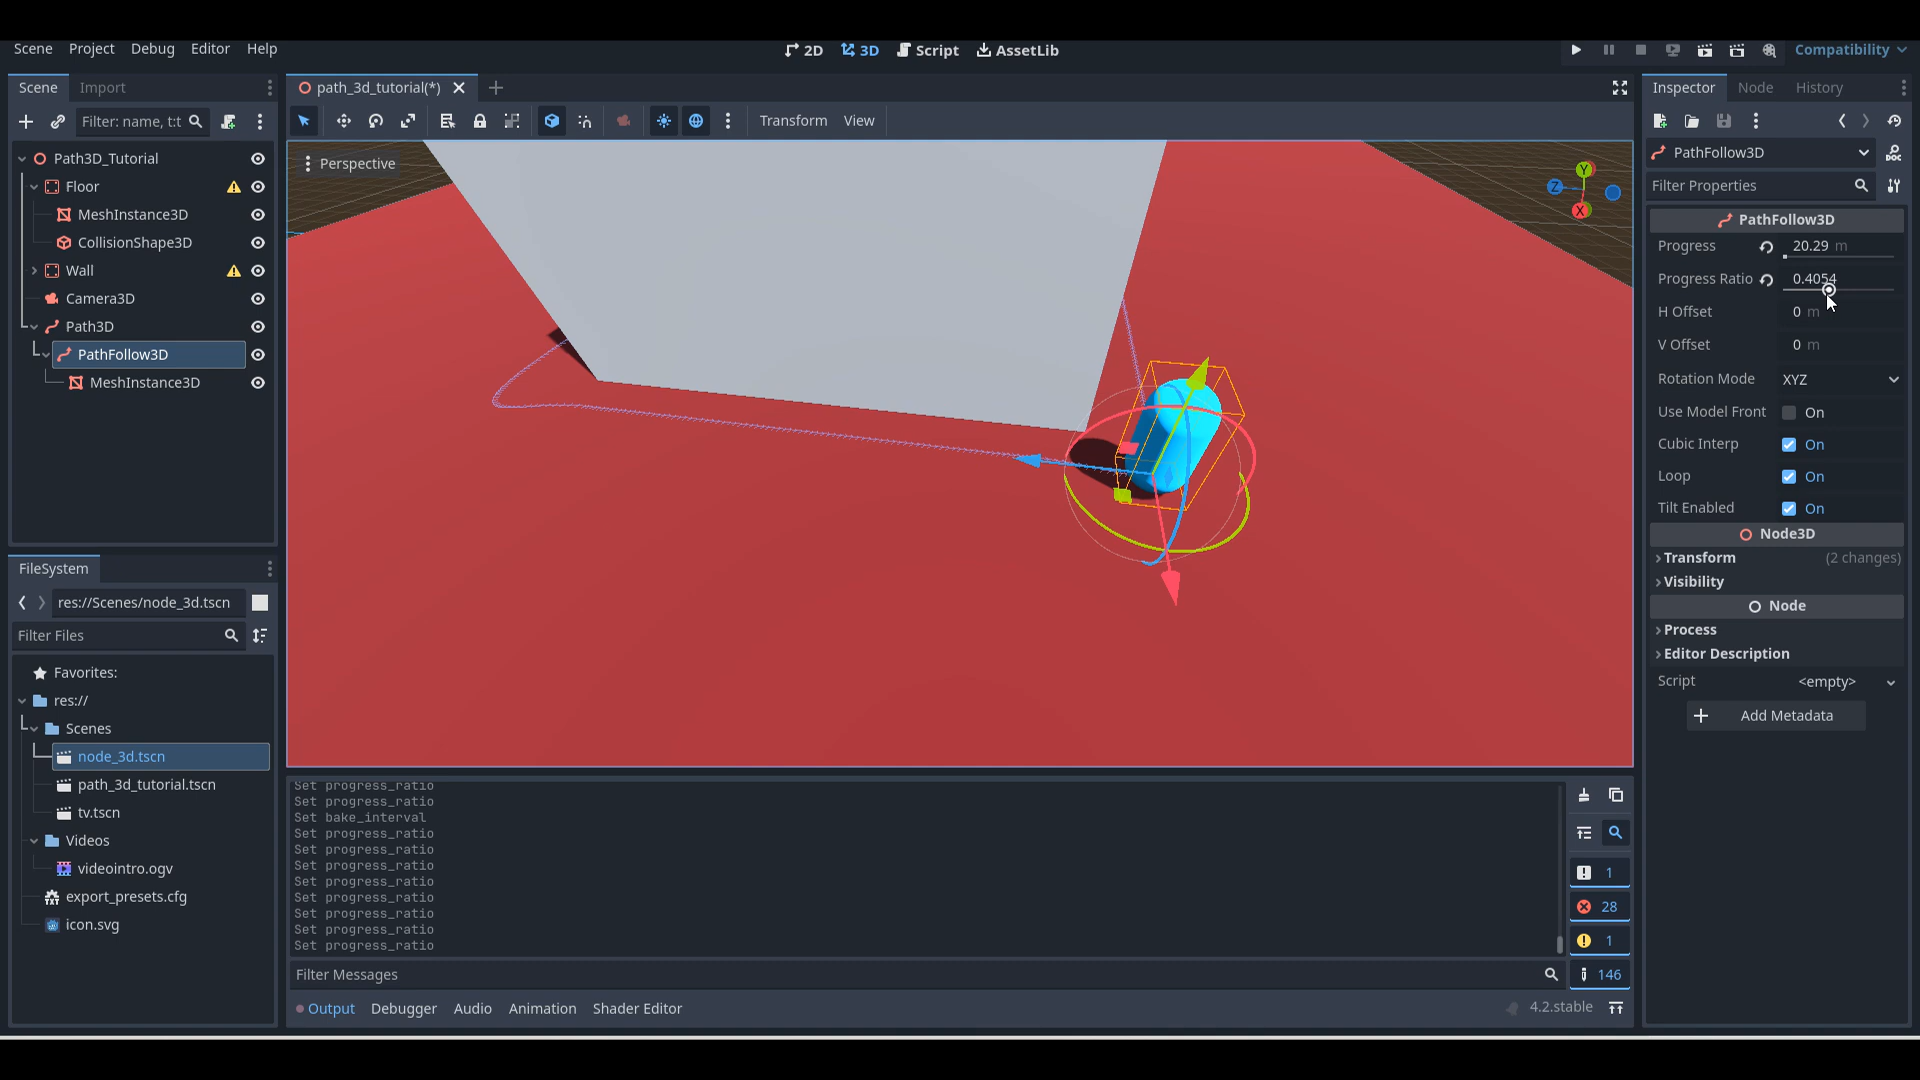 Scene Project Debug Editor Help
2D 3D Script AssetLib
Compatibility
Scene Import
Filter: name, t:t
Path3D_Tutorial
Floor
MeshInstance3D
CollisionShape3D
Wall
Camera3D
Path3D
PathFollow3D
MeshInstance3D
FileSystem
res://Scenes/node_3d.tscn
Filter Files
Favorites:
res://
Scenes
node_3d.tscn
path_3d_tutorial.tscn
tv.tscn
Videos
videointro.ogv
export_presets.cfg
icon.svg
path_3d_tutorial(*)
Transform View
Perspective
Y
Z
X
Set progress_ratio
Set progress_ratio
Set bake_interval
Set progress_ratio
Set progress_ratio
Set progress_ratio
Set progress_ratio
Set progress_ratio
Set progress_ratio
Set progress_ratio
Set progress_ratio
1
28
1
146
Filter Messages
Output Debugger Audio Animation Shader Editor
4.2.stable
Inspector Node History
PathFollow3D
DOC
Filter Properties
PathFollow3D
Progress 20.29 m
Progress Ratio 0.4054
H Offset 0 m
V Offset 0 m
Rotation Mode XYZ
Use Model Front On
Cubic Interp On
Loop On
Tilt Enabled On
Node3D
Transform (2 changes)
Visibility
Node
Process
Editor Description
Script <empty>
Add Metadata